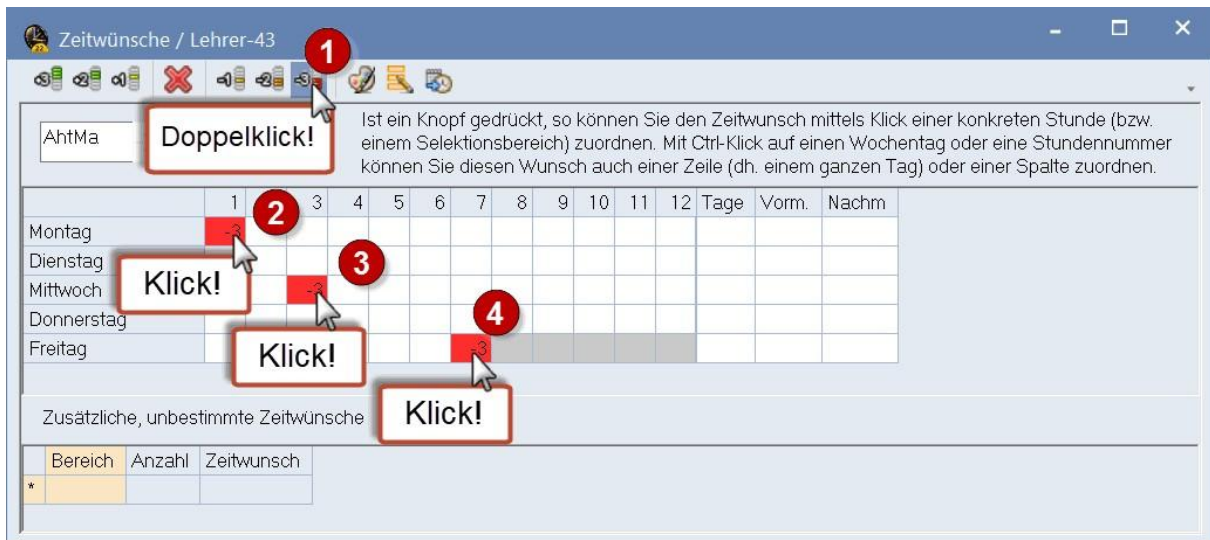 Zeitwünsche / Lehrer-43
1
AhtMa
Doppelklick!
Ist ein Knopf gedrückt, so können Sie den Zeitwunsch mittels Klick einer konkreten Stunde (bzw.
einem Selektionsbereich) zuordnen. Mit Ctrl-Klick auf einen Wochentag oder eine Stundennummer
können Sie diesen Wunsch auch einer Zeile (dh. einem ganzen Tag) oder einer Spalte zuordnen.
1 2 3 4 5 6 7 8 9 10 11 12 Tage Vorm. Nachm
Montag -3
Dienstag 3
Klick!
Mittwoch -3
Donnerstag 4
Klick!
Freitag -3
Klick!
Zusätzliche, unbestimmte Zeitwünsche
Bereich Anzahl Zeitwunsch
*